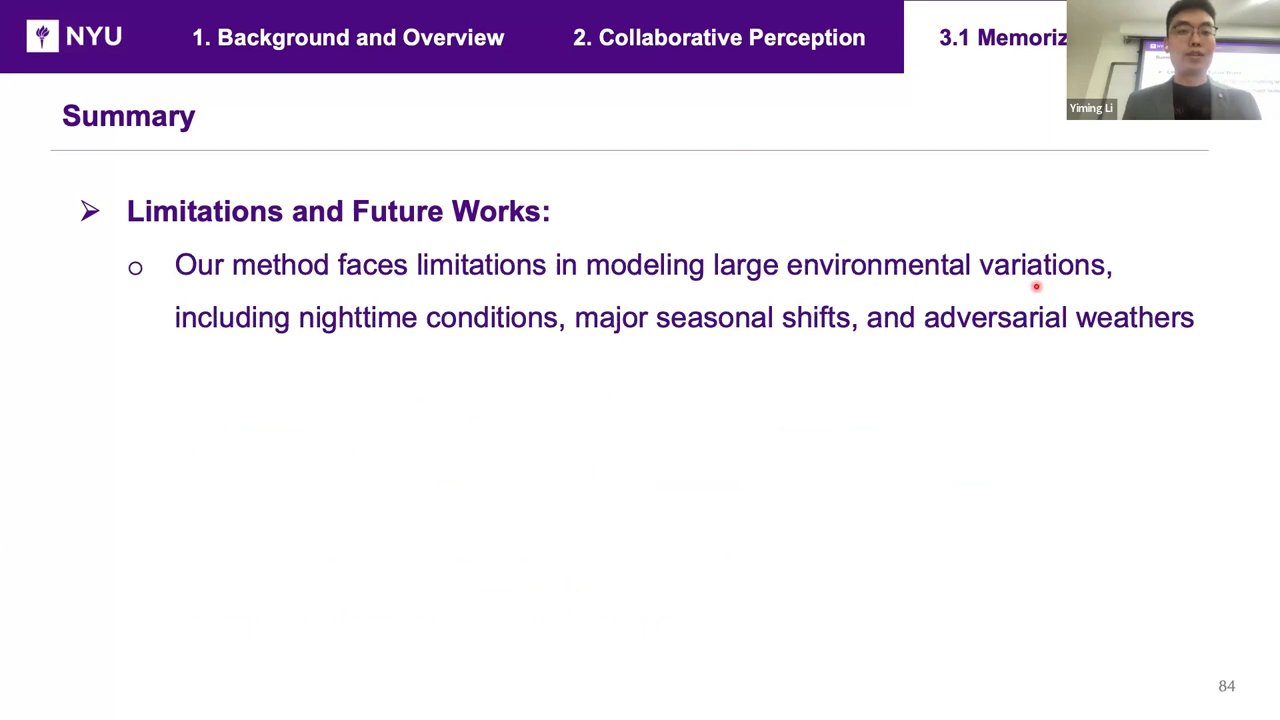 NYU
1. Background and Overview
2. Collaborative Perception
3.1 Memoriz
Yiming Li
Summary
Limitations and Future Works:
Our method faces limitations in modeling large environmental variations,
including nighttime conditions, major seasonal shifts, and adversarial weathers
84